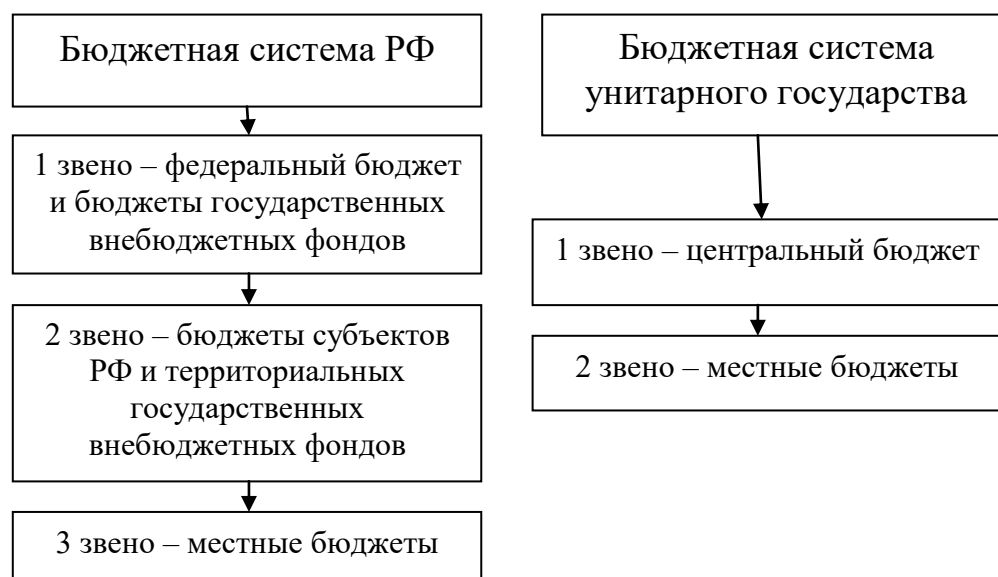 Бюджетная система РФ
1 звено – федеральный бюджет
и бюджеты государственных
внебюджетных фондов
2 звено – бюджеты субъектов
РФ и территориальных
государственных
внебюджетных фондов
3 звено – местные бюджеты
Бюджетная система
унитарного государства
1 звено – центральный бюджет
2 звено – местные бюджеты